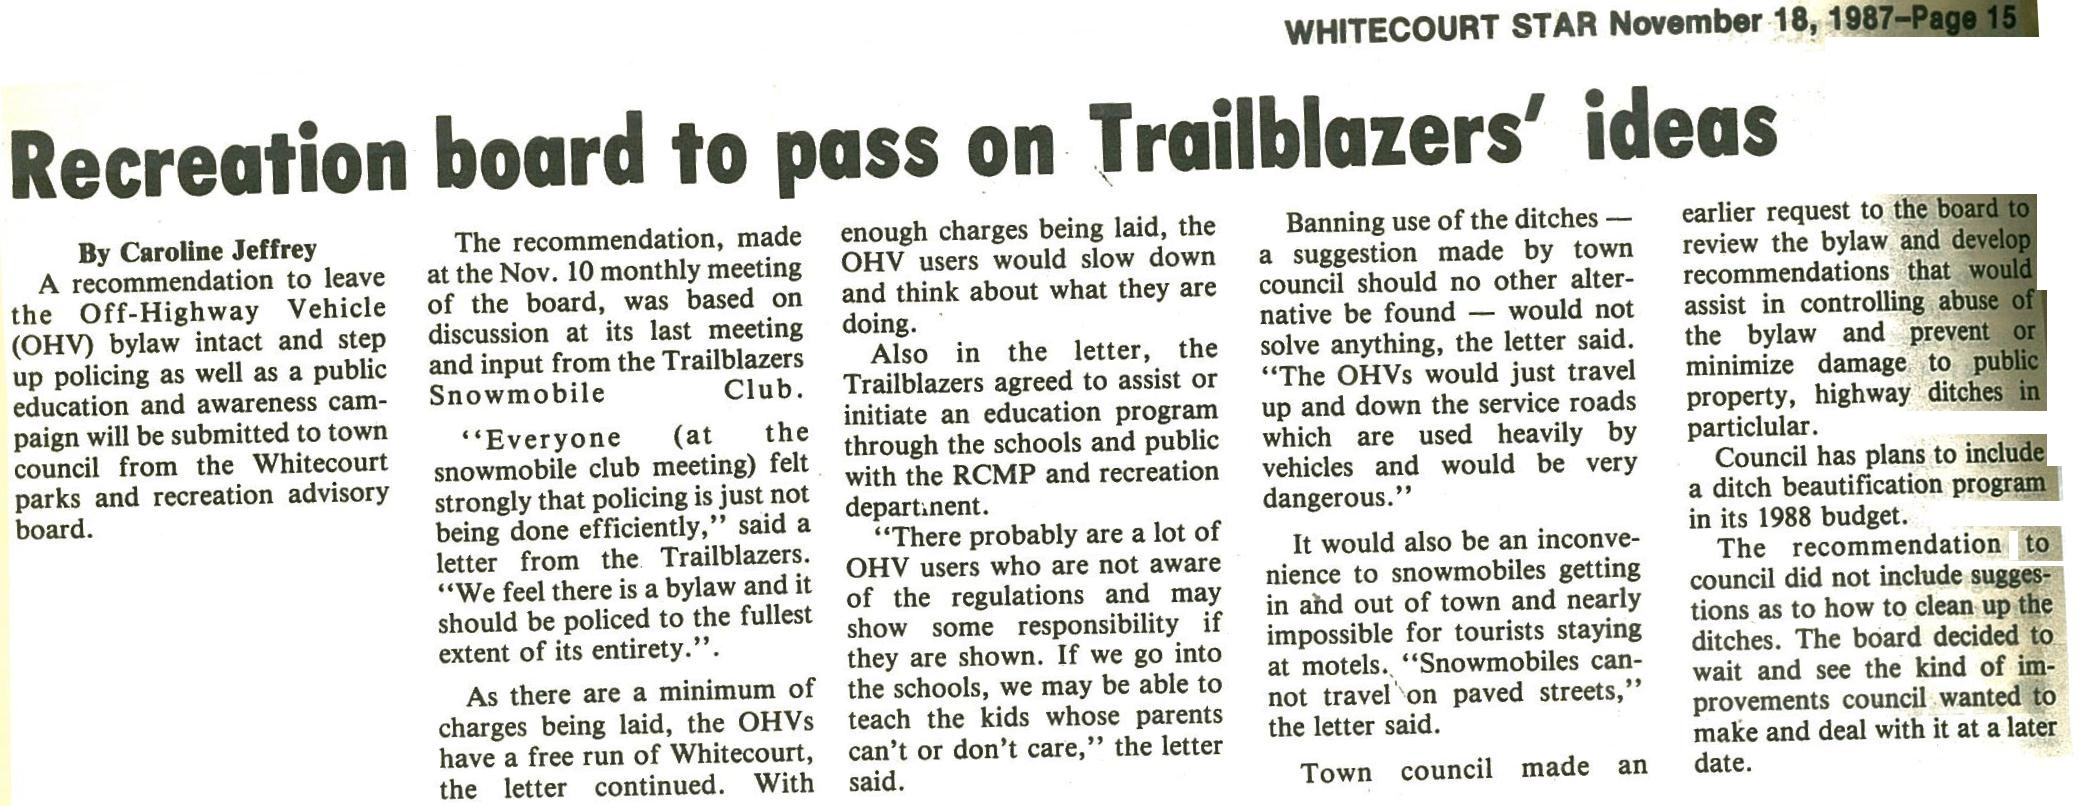 WHITECOURT STAR November 18, 1987–Page 15
Recreation board to pass on Trailblazers' ideas
By Caroline Jeffrey
A recommendation to leave
the Off-Highway Vehicle
(OHV) bylaw intact and step
up policing as well as a public
education and awareness cam-
paign will be submitted to town
council from the Whitecourt
parks and recreation advisory
board.
The recommendation, made
at the Nov. 10 monthly meeting
of the board, was based on
discussion at its last meeting
and input from the Trailblazers
Snowmobile Club.
“Everyone (at the
snowmobile club meeting) felt
strongly that policing is just not
being done efficiently,” said a
letter from the Trailblazers.
“We feel there is a bylaw and it
should be policed to the fullest
extent of its entirety.”.
As there are a minimum of
charges being laid, the OHVs
have a free run of Whitecourt,
the letter continued. With
enough charges being laid, the
OHV users would slow down
and think about what they are
doing.
Also in the letter, the
Trailblazers agreed to assist or
initiate an education program
through the schools and public
with the RCMP and recreation
department.
“There probably are a lot of
OHV users who are not aware
of the regulations and may
show some responsibility if
they are shown. If we go into
the schools, we may be able to
teach the kids whose parents
can't or don't care,” the letter
said.
Banning use of the ditches —
a suggestion made by town
council should no other alter-
native be found — would not
solve anything, the letter said.
“The OHVs would just travel
up and down the service roads
which are used heavily by
vehicles and would be very
dangerous.”
It would also be an inconve-
nience to snowmobiles getting
in and out of town and nearly
impossible for tourists staying
at motels. “Snowmobiles can-
not travel on paved streets,”
the letter said.
Town council made an
earlier request to the board to
review the bylaw and develop
recommendations that would
assist in controlling abuse of
the bylaw and prevent or
minimize damage to public
property, highway ditches in
particlular.
Council has plans to include
a ditch beautification program
in its 1988 budget.
The recommendation to
council did not include sugges-
tions as to how to clean up the
ditches. The board decided to
wait and see the kind of im-
provements council wanted to
make and deal with it at a later
date.